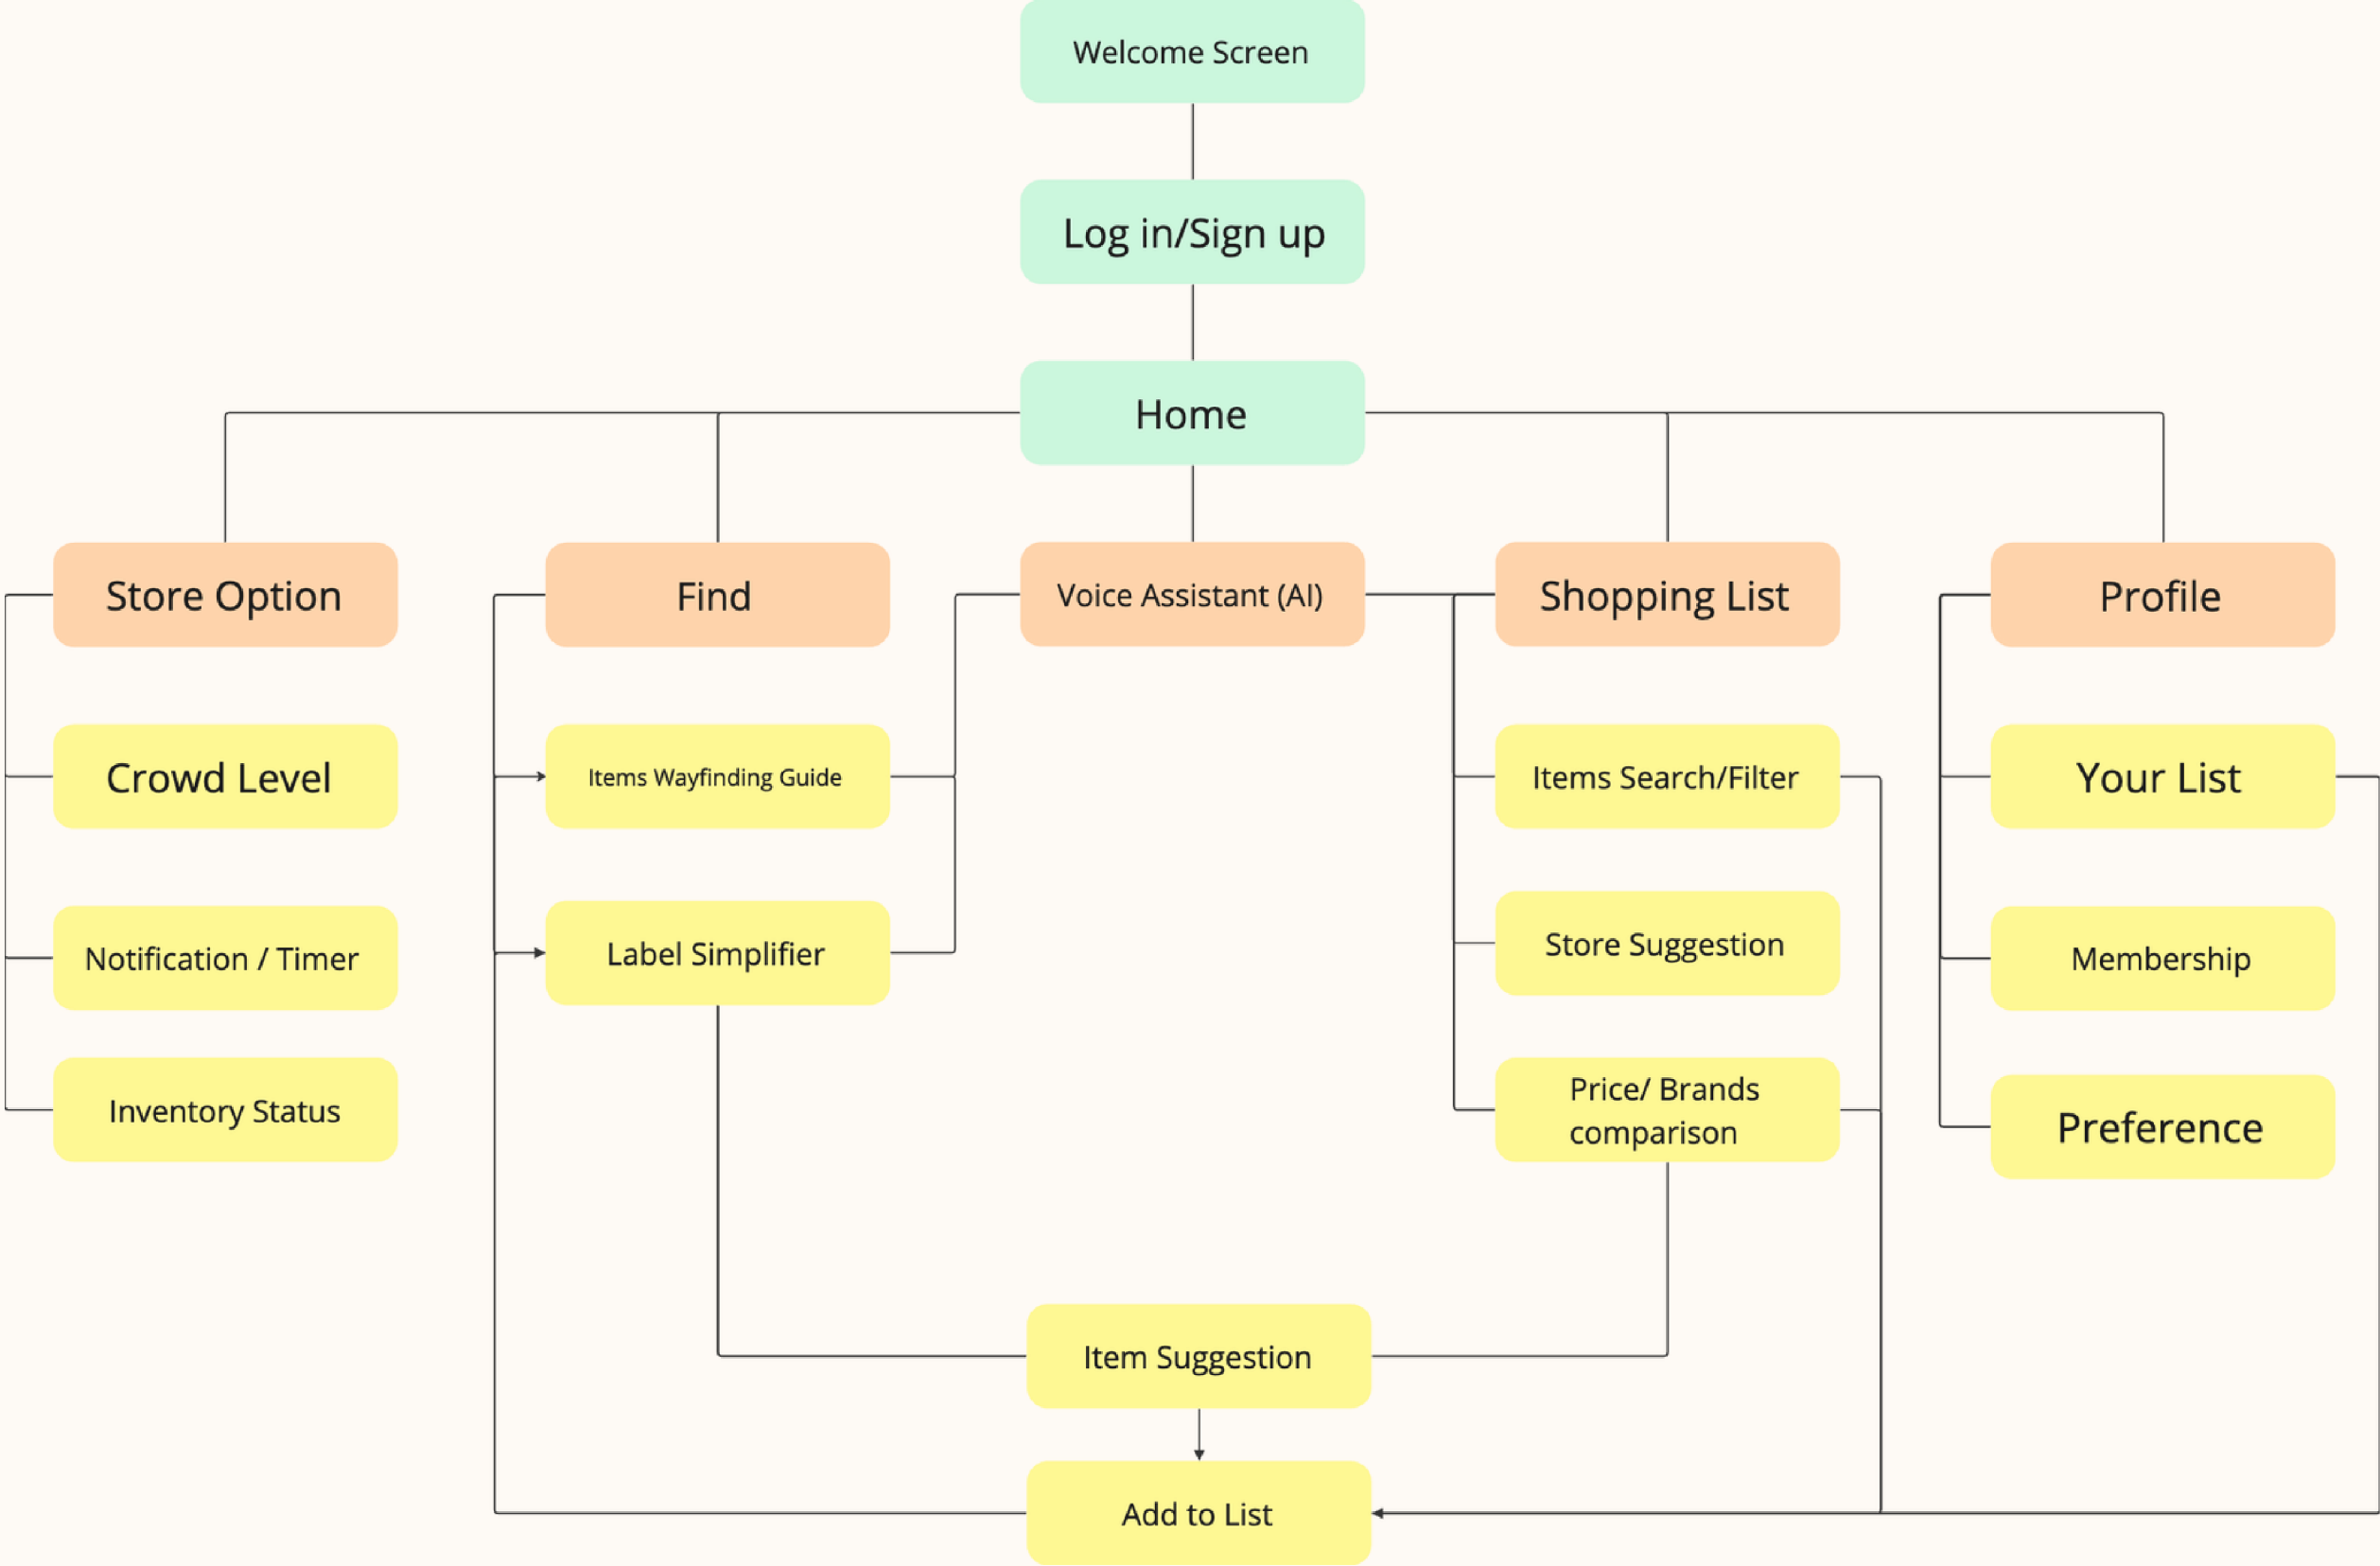 Welcome Screen
Log in/Sign up
Home
Store Option
Find
Voice Assistant (AI)
Shopping List
Profile
Crowd Level
Items Wayfinding Guide
Items Search/Filter
Your List
Notification / Timer
Label Simplifier
Store Suggestion
Membership
Inventory Status
Price/ Brands
comparison
Preference
Item Suggestion
Add to List